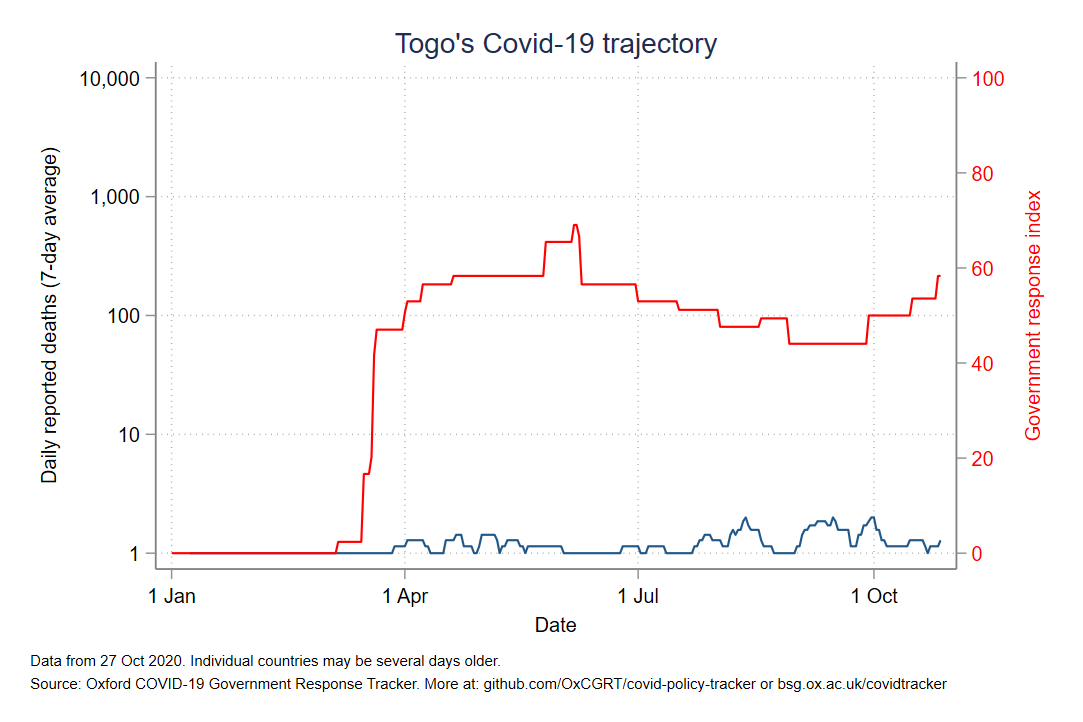 Togo's Covid-19 trajectory
10,000
1,000
100
10
1
Daily reported deaths (7-day average)
100
80
60
40
20
0
Government response index
1 Jan
1 Apr
1 Jul
1 Oct
Date
Data from 27 Oct 2020. Individual countries may be several days older.
Source: Oxford COVID-19 Government Response Tracker. More at: github.com/OxCGRT/covid-policy-tracker or bsg.ox.ac.uk/covidtracker